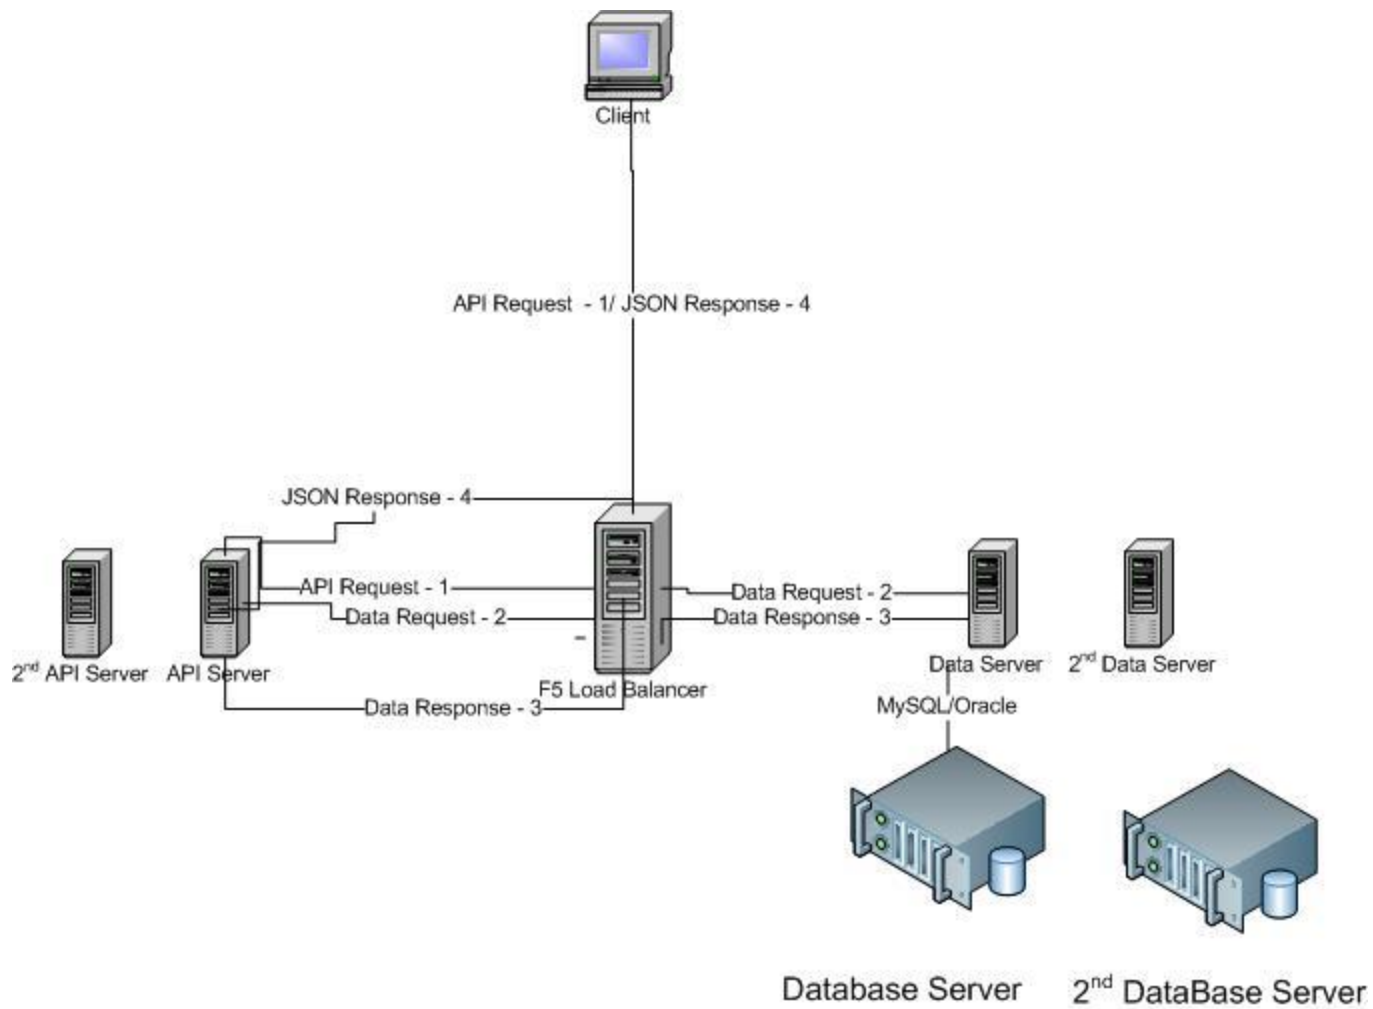 Client
API Request - 1/ JSON Response - 4
JSON Response - 4
API Request - 1
Data Request - 2
Data Request - 2
Data Response - 3
2nd API Server
API Server
F5 Load Balancer
Data Server
2nd Data Server
Data Response - 3
MySQL/Oracle
Database Server
2nd DataBase Server